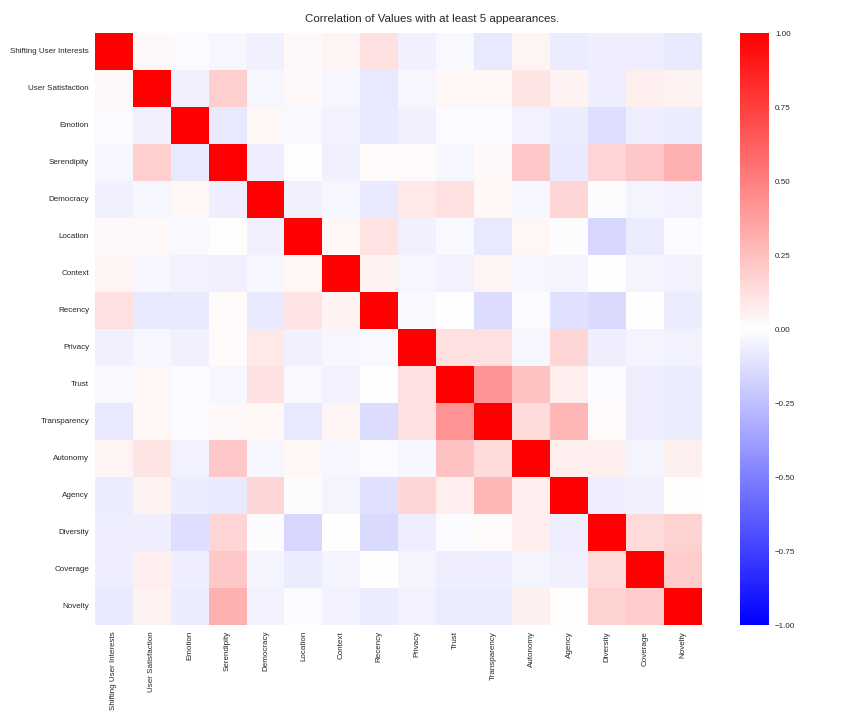 Correlation of Values with at least 5 appearances.
Shifting User Interests
User Satisfaction
Emotion
Serendipity
Democracy
Location
Context
Recency
Privacy
Trust
Transparency
Autonomy
Agency
Diversity
Coverage
Novelty
Shifting User Interests
User Satisfaction
Emotion
Serendipity
Democracy
Location
Context
Recency
Privacy
Trust
Transparency
Autonomy
Agency
Diversity
Coverage
Novelty
1.00
0.75
0.50
0.25
0.00
−0.25
−0.50
−0.75
−1.00